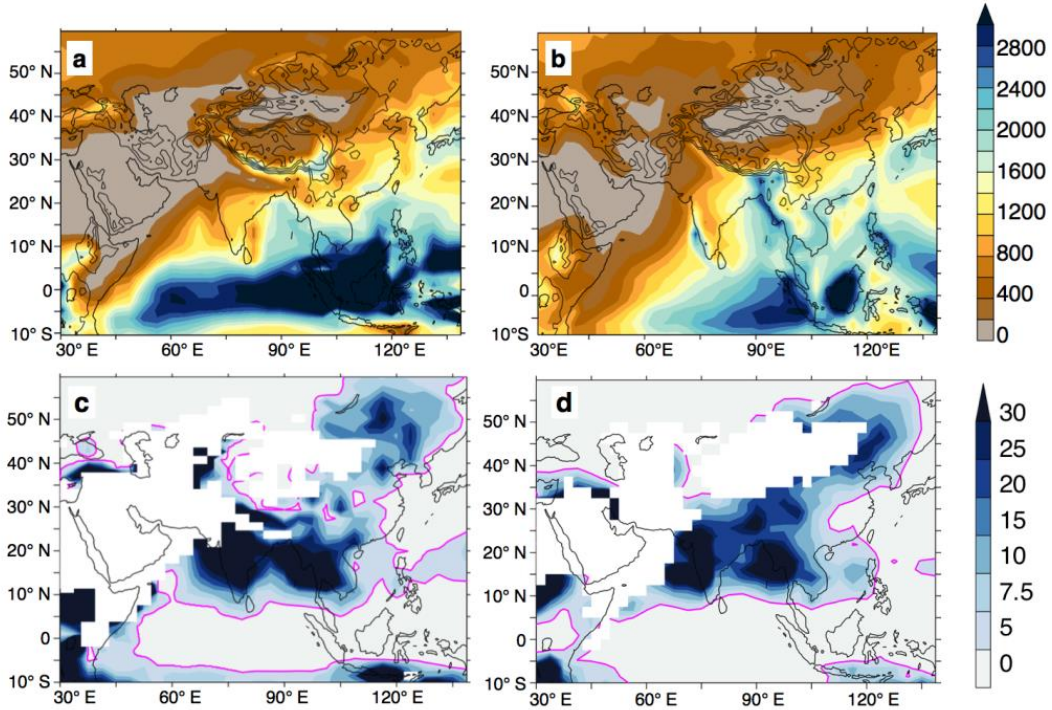 a
50° N
40° N
30° N
20° N
10° N
0
10° S
30° E
60° E
90° E
120° E
b
50° N
40° N
30° N
20° N
10° N
0
10° S
30° E
60° E
90° E
120° E
2800
2400
2000
1600
1200
800
400
0
c
50° N
40° N
30° N
20° N
10° N
0
10° S
30° E
60° E
90° E
120° E
d
50° N
40° N
30° N
20° N
10° N
0
10° S
30° E
60° E
90° E
120° E
30
25
20
15
10
7.5
5
0